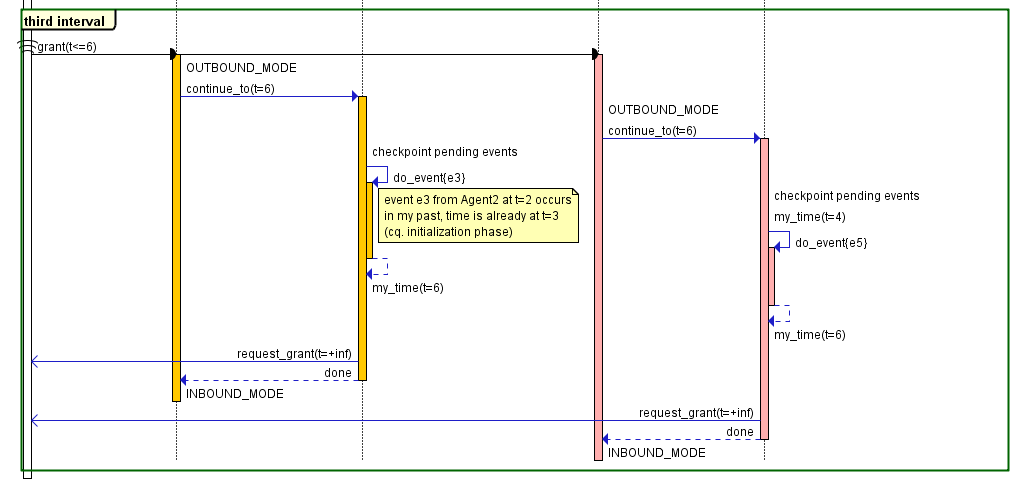 third interval
grant(t<=6)
OUTBOUND_MODE
continue_to(t=6)
OUTBOUND_MODE
continue_to(t=6)
checkpoint pending events
do_event{e3}
event e3 from Agent2 at t=2 occurs
in my past, time is already at t=3
(cq. initialization phase)
checkpoint pending events
my_time(t=4)
do_event{e5}
my_time(t=6)
my_time(t=6)
request_grant(t=+inf)
done
INBOUND_MODE
request_grant(t=+inf)
done
INBOUND_MODE